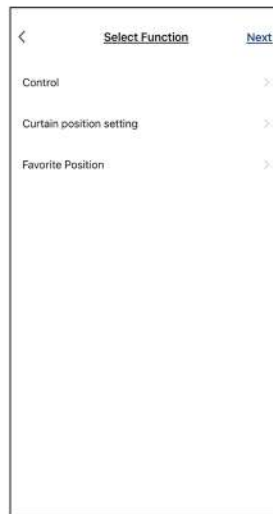 Select Function
Next
Control
Curtain position setting
Favorite Position